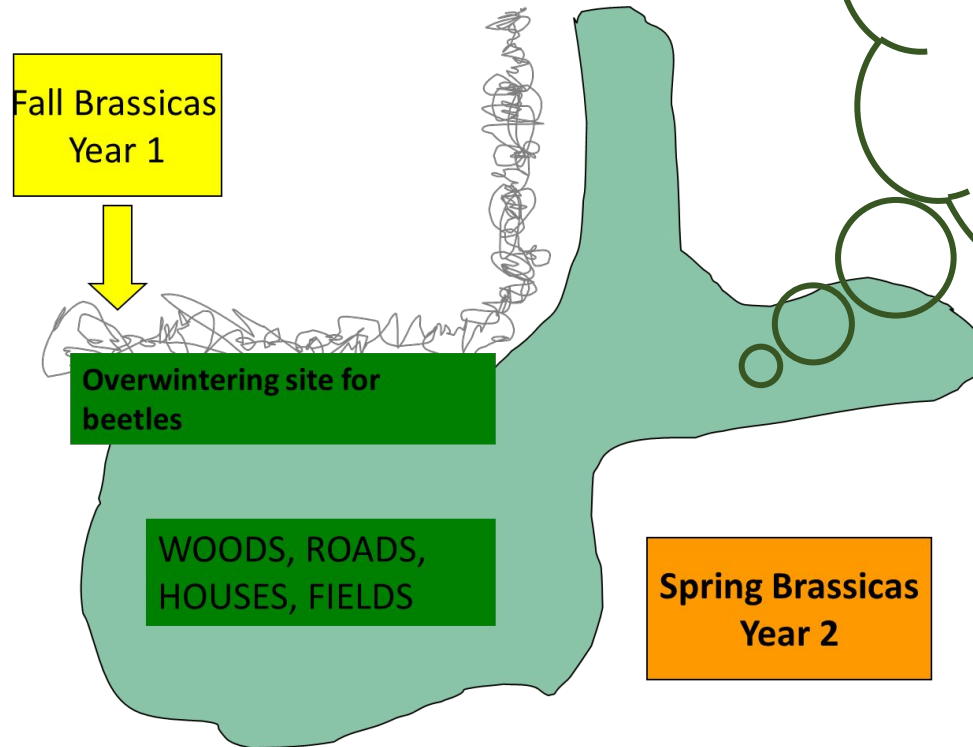 Fall Brassicas
Year 1
Overwintering site for
beetles
WOODS, ROADS,
HOUSES, FIELDS
Spring Brassicas
Year 2